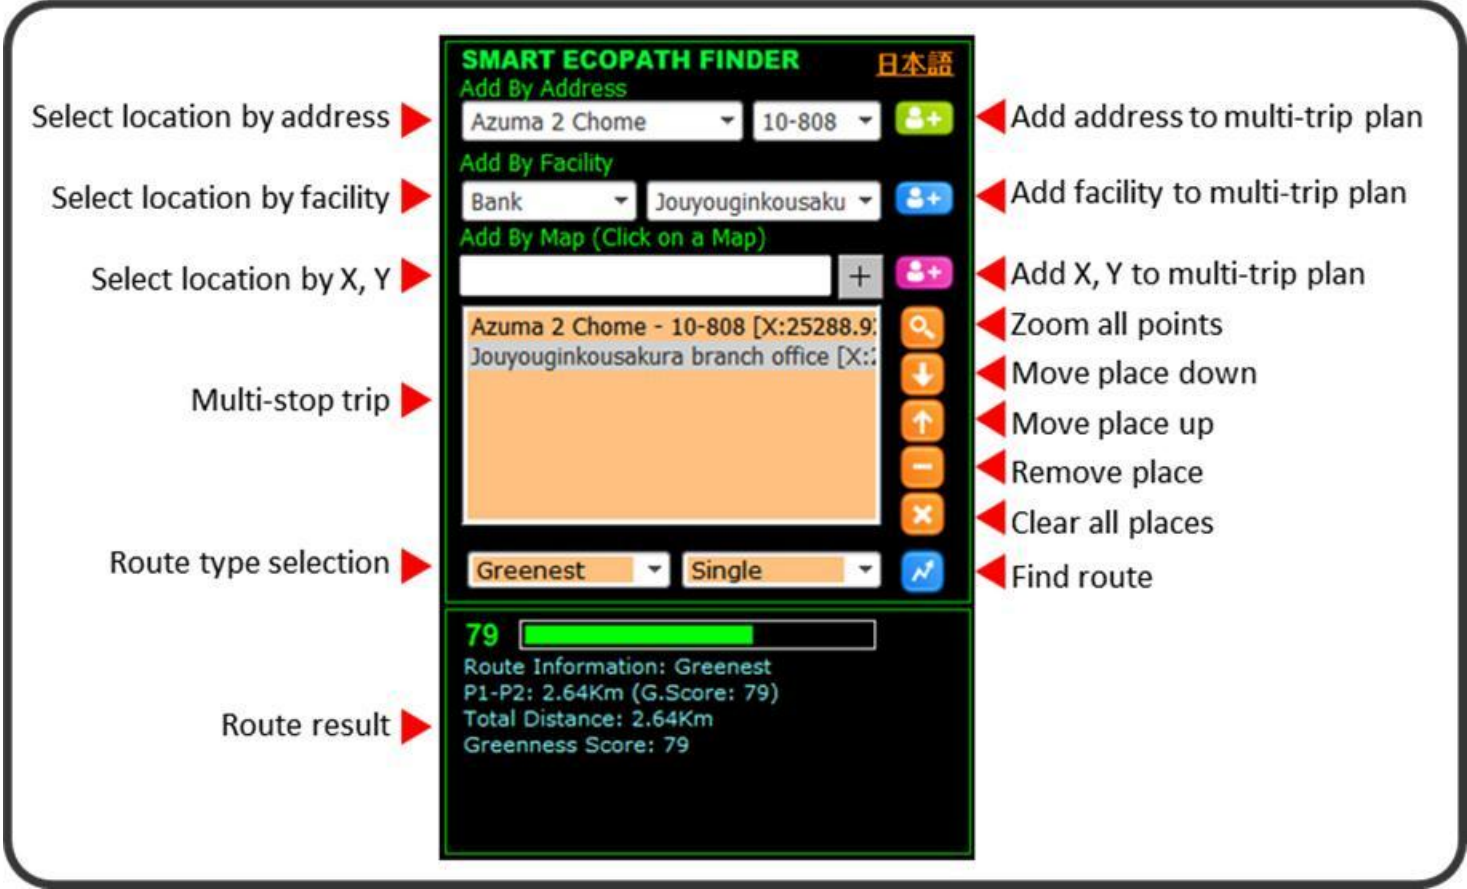 SMART ECOPATH FINDER 日本語
Add By Address
Select location by address Azuma 2 Chome 10-808 Add address to multi-trip plan
Add By Facility
Select location by facility Bank Jouyouginkousaku Add facility to multi-trip plan
Add By Map (Click on a Map)
Select location by X, Y + Add X, Y to multi-trip plan
Azuma 2 Chome - 10-808 [X:25288.9 Zoom all points
Jouyouginkousakura branch office [X: Move place down
Multi-stop trip Move place up
Remove place
Clear all places
Route type selection Greenest Single Find route
79
Route Information: Greenest
P1-P2: 2.64Km (G.Score: 79)
Route result Total Distance: 2.64Km
Greenness Score: 79